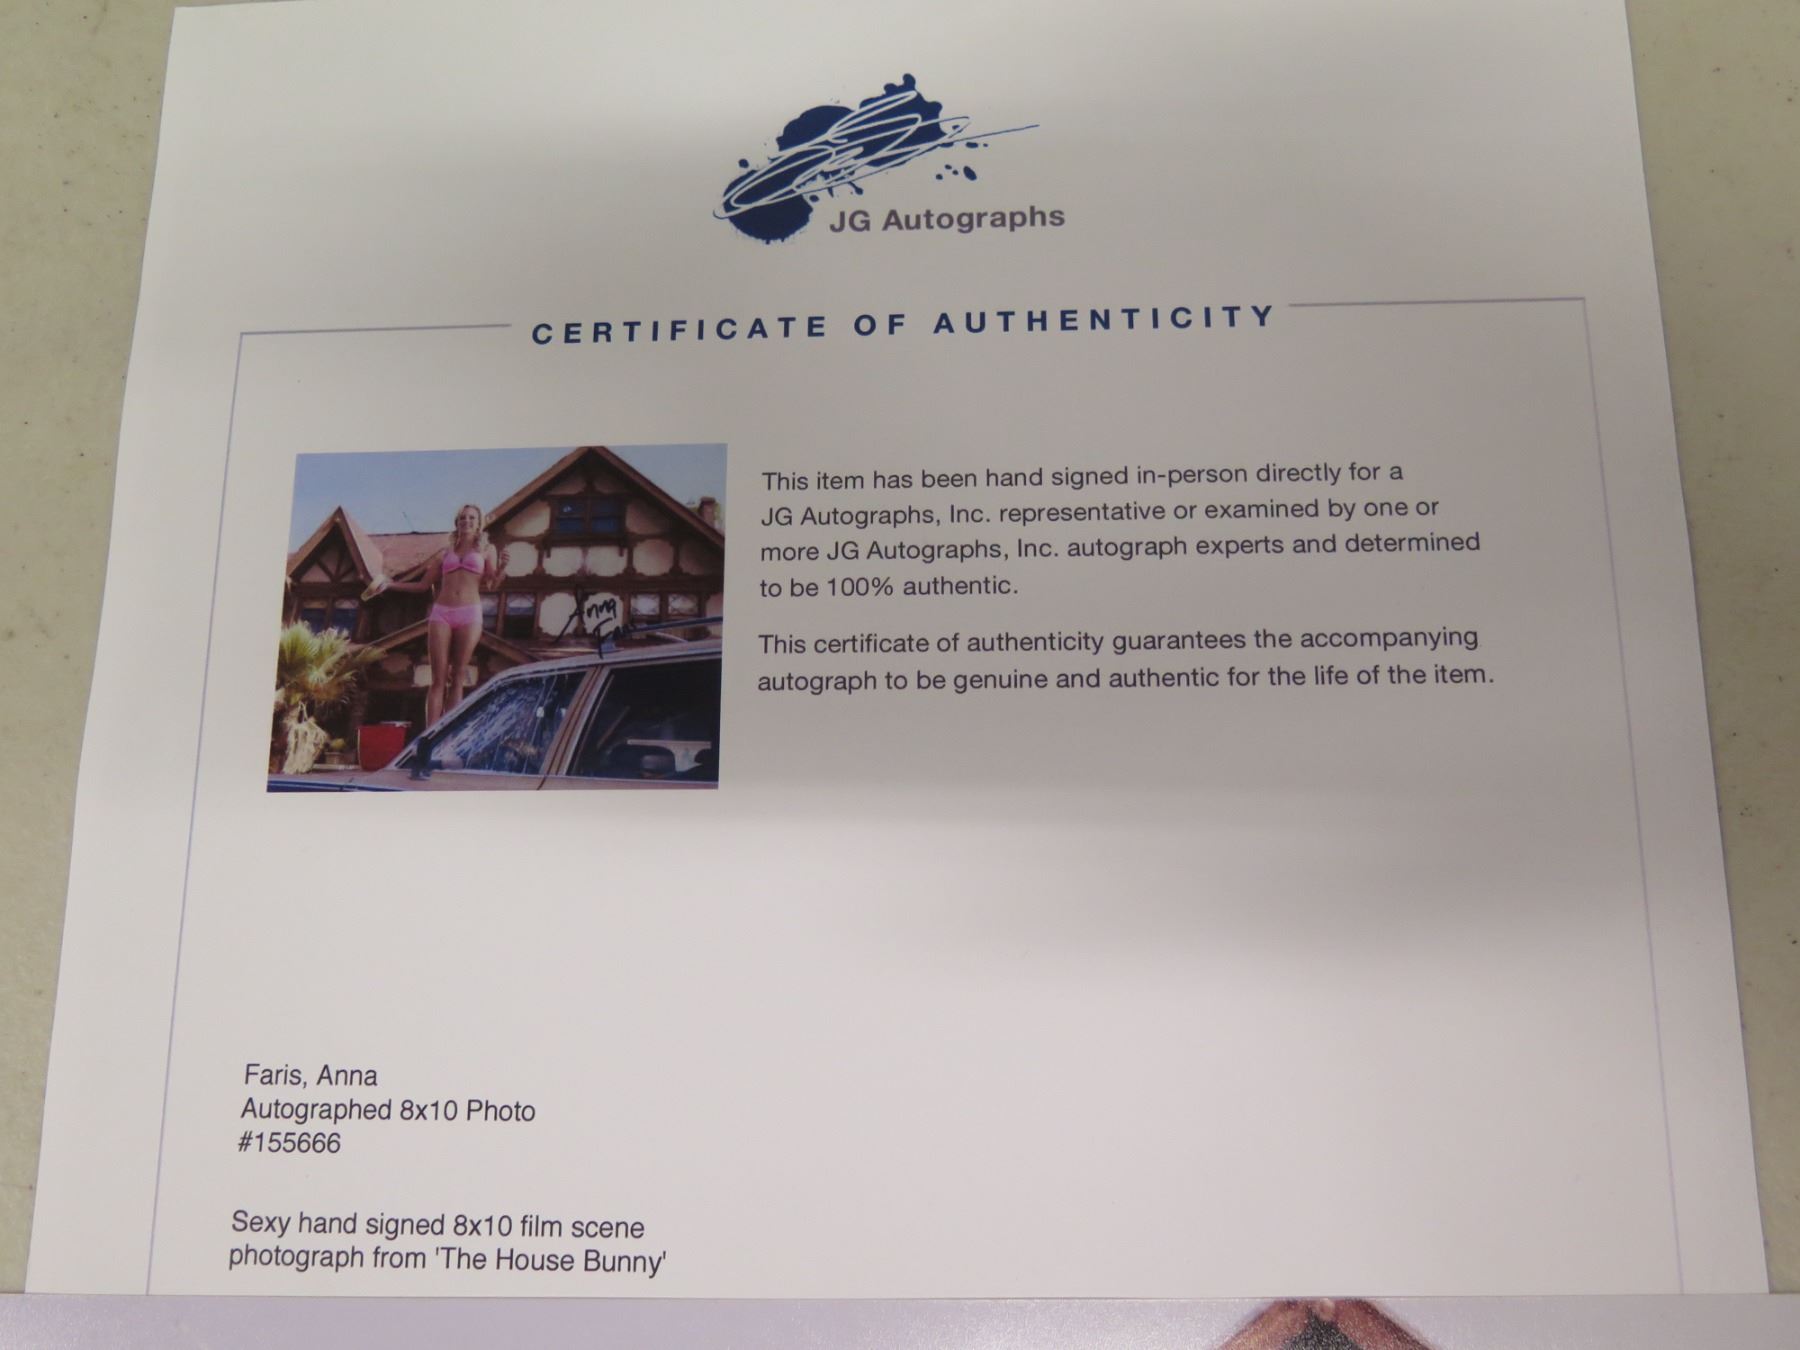 JG Autographs
CERTIFICATE OF AUTHENTICITY
This item has been hand signed in-person directly for a
JG Autographs, Inc. representative or examined by one or
more JG Autographs, Inc. autograph experts and determined
to be 100% authentic.
This certificate of authenticity guarantees the accompanying
autograph to be genuine and authentic for the life of the item.
Anna
Faris, Anna
Autographed 8x10 Photo
#155666
Sexy hand signed 8x10 film scene
photograph from 'The House Bunny'